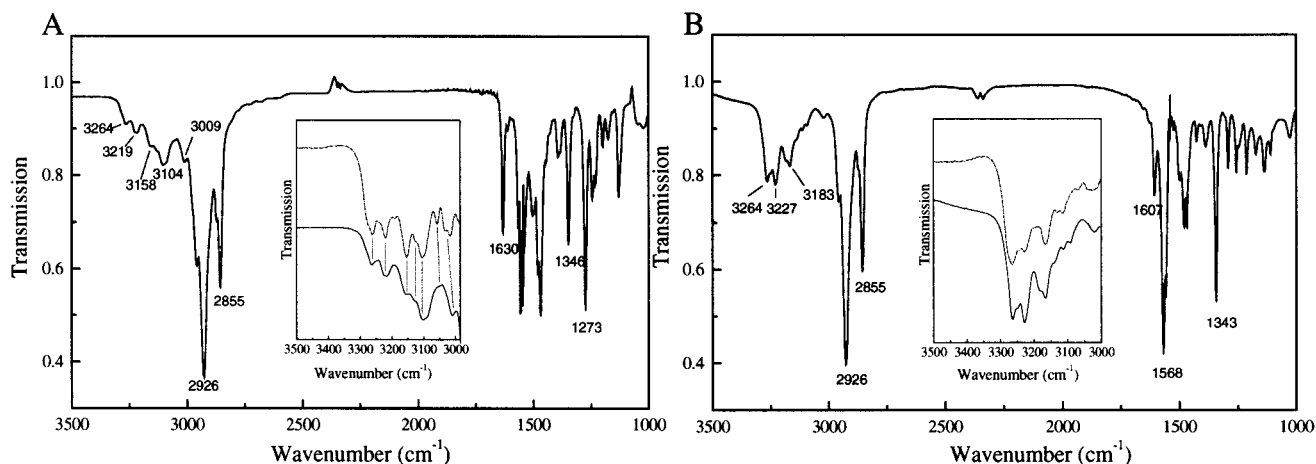 A
1.0
0.8
0.6
0.4
Transmission
3264
3219
3158
3104
3009
2926
2855
1630
1346
1273
Transmission
3500 3400 3300 3200 3100 3000
Wavenumber (cm-1)
3500 3000 2500 2000 1500 1000
Wavenumber (cm-1)
B
1.0
0.8
0.6
0.4
Transmission
3264
3227
3183
2926
2855
1607
1568
1343
Transmission
3500 3400 3300 3200 3100 3000
Wavenumber (cm-1)
3500 3000 2500 2000 1500 1000
Wavenumber (cm-1)